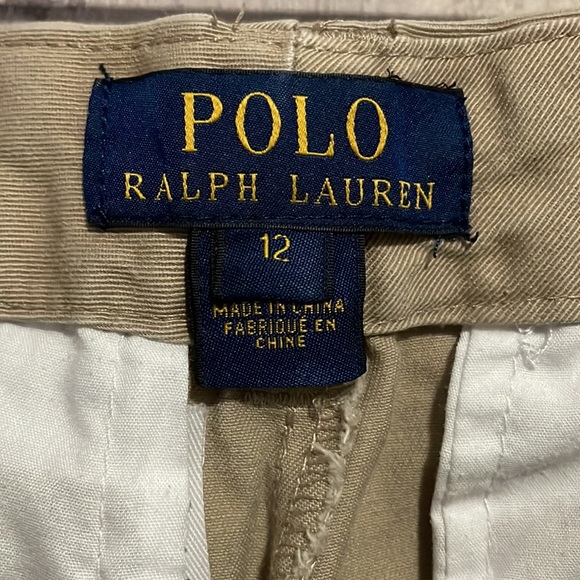 POLO
RALPH LAUREN
12
MADE IN CHINA
FABRIQUÉ EN
CHINE